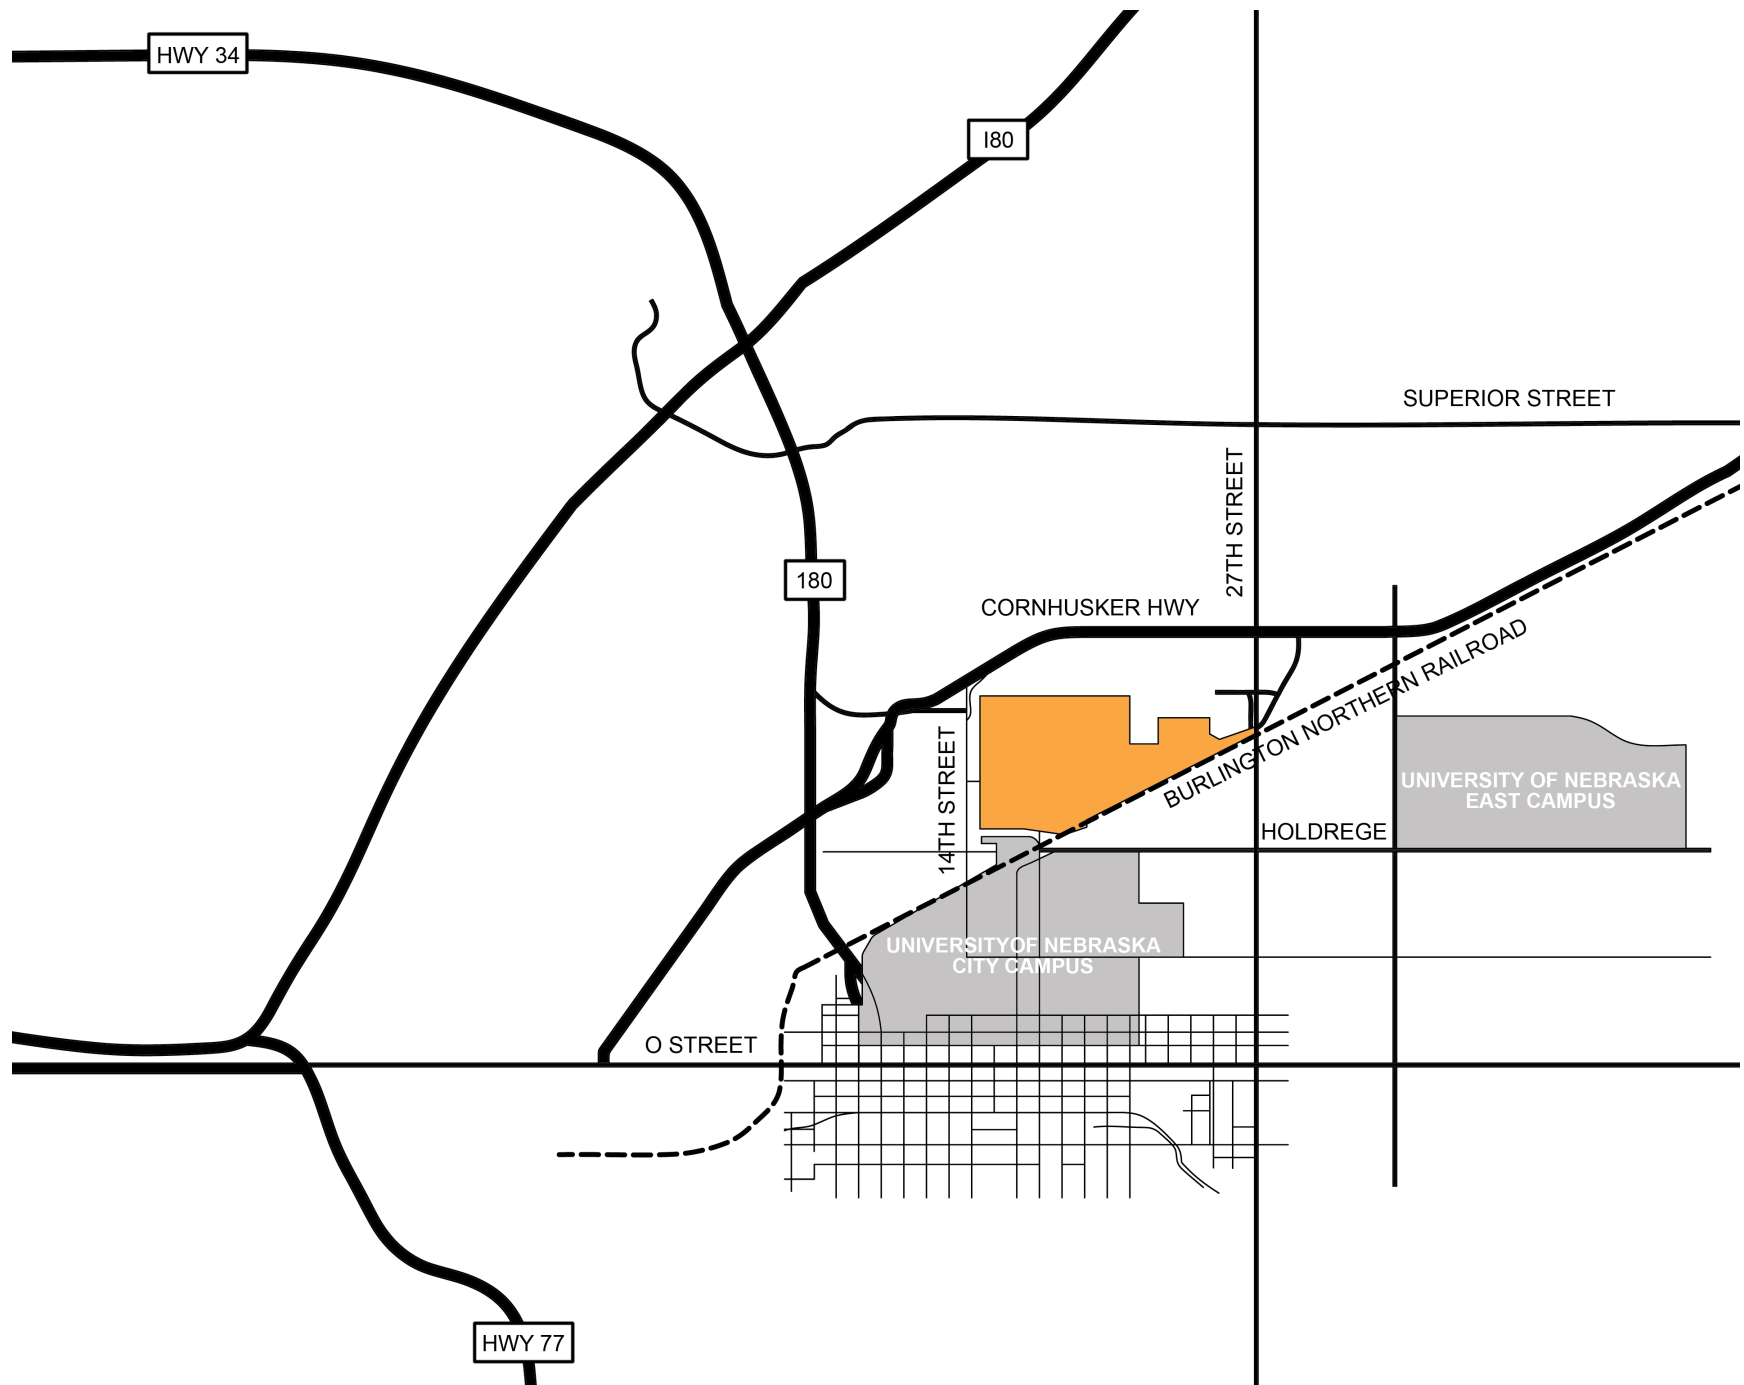 HWY 34
I80
SUPERIOR STREET
27TH STREET
180
CORNHUSKER HWY
BURLINGTON NORTHERN RAILROAD
14TH STREET
UNIVERSITY OF NEBRASKA
EAST CAMPUS
HOLDREGE
UNIVERSITYOF NEBRASKA
CITY CAMPUS
O STREET
HWY 77